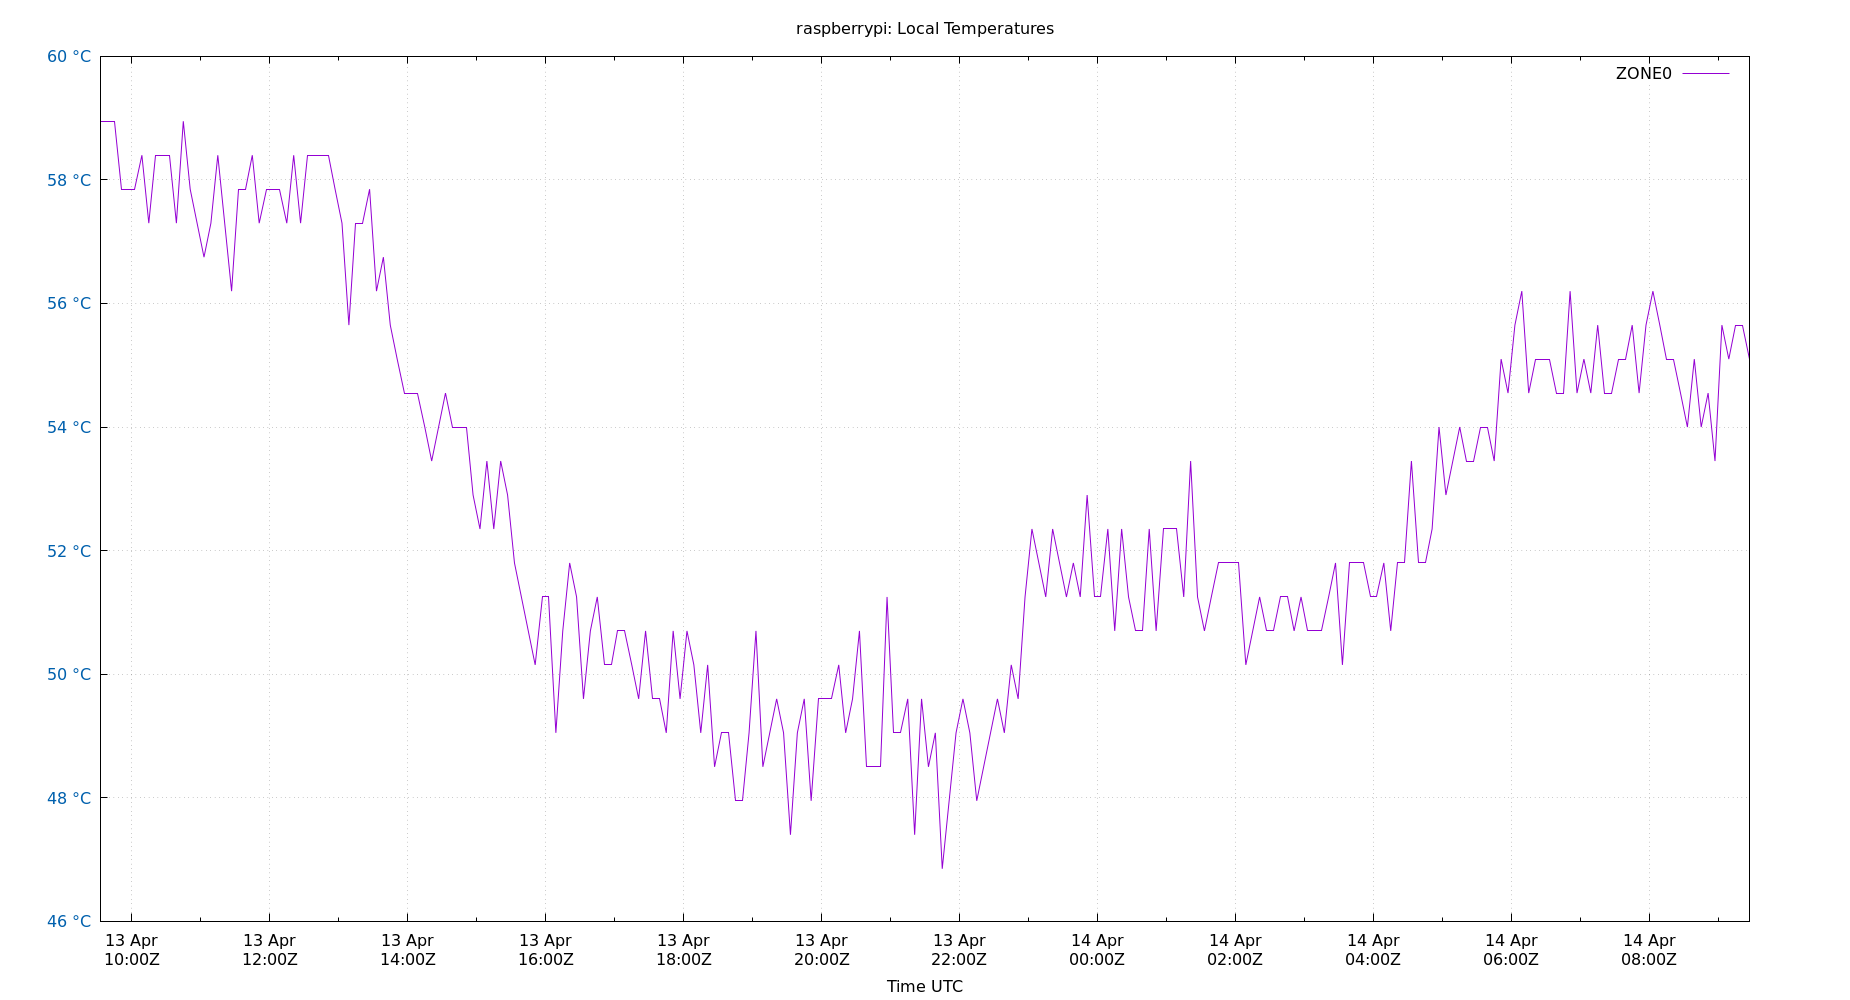 raspberrypi: Local Temperatures
60 °C
ZONE0
58 °C
56 °C
54 °C
52 °C
50 °C
48 °C
46 °C
13 Apr 13 Apr 13 Apr 13 Apr 13 Apr 13 Apr 13 Apr 14 Apr 14 Apr 14 Apr 14 Apr 14 Apr
10:00Z 12:00Z 14:00Z 16:00Z 18:00Z 20:00Z 22:00Z 00:00Z 02:00Z 04:00Z 06:00Z 08:00Z
Time UTC